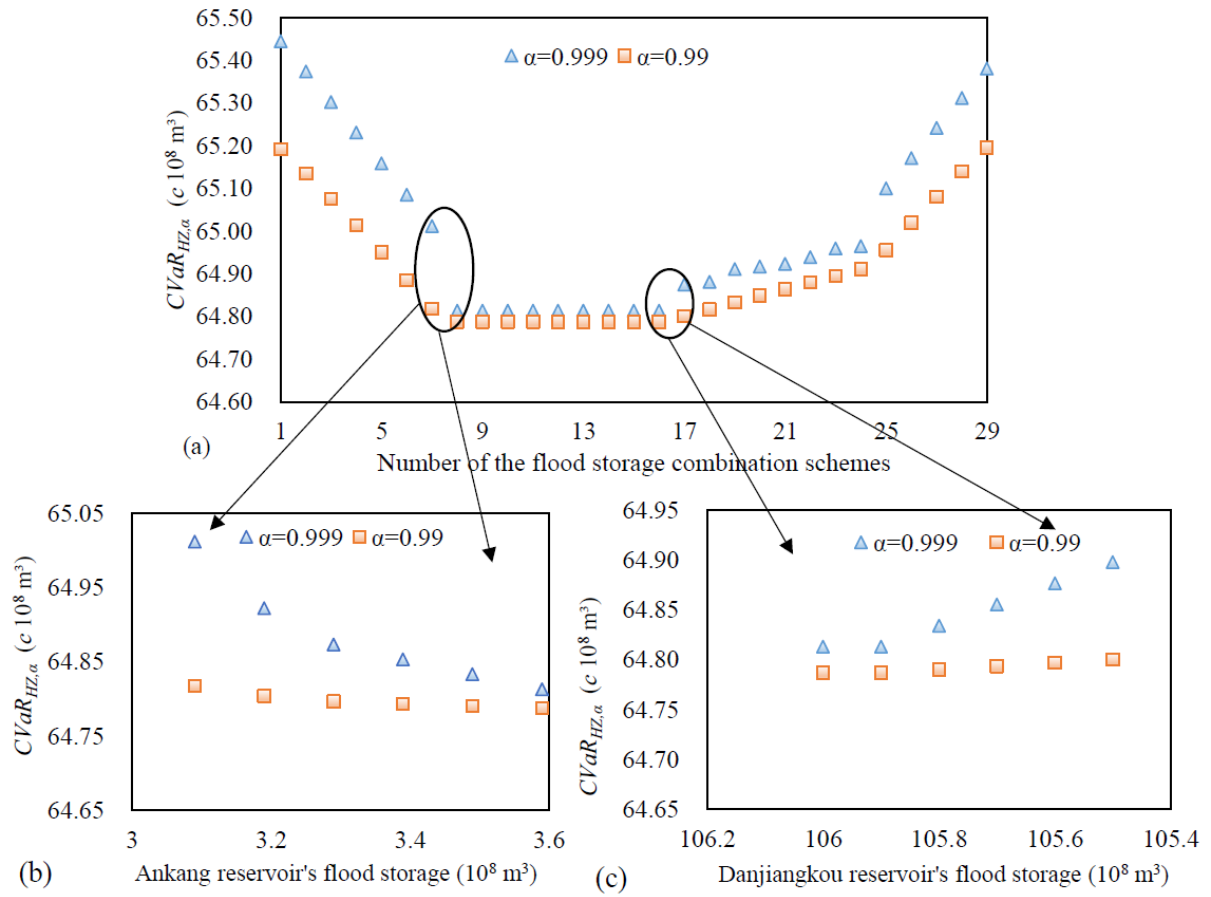 65.50
65.40
65.30
65.20
65.10
65.00
64.90
64.80
64.70
64.60
CVaR_HZ,α (c 10⁸ m³)
α=0.999 α=0.99
1 5 9 13 17 21 25 29
(a)
Number of the flood storage combination schemes
65.05
64.95
64.85
64.75
64.65
CVaR_HZ,α (c 10⁸ m³)
α=0.999 α=0.99
3 3.2 3.4 3.6
(b)
Ankang reservoir's flood storage (10⁸ m³)
64.95
64.90
64.85
64.80
64.75
64.70
64.65
CVaR_HZ,α (c 10⁸ m³)
α=0.999 α=0.99
106.2 106 105.8 105.6 105.4
(c)
Danjiangkou reservoir's flood storage (10⁸ m³)